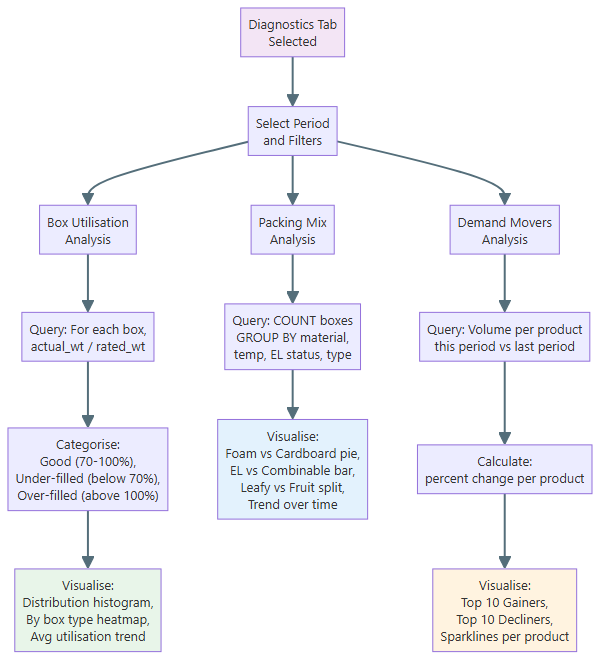 Diagnostics Tab
Selected
Select Period
and Filters
Box Utilisation
Analysis
Packing Mix
Analysis
Demand Movers
Analysis
Query: For each box,
actual_wt / rated_wt
Query: COUNT boxes
GROUP BY material,
temp, EL status, type
Query: Volume per product
this period vs last period
Categorise:
Good (70-100%),
Under-filled (below 70%),
Over-filled (above 100%)
Visualise:
Foam vs Cardboard pie,
EL vs Combinable bar,
Leafy vs Fruit split,
Trend over time
Calculate:
percent change per product
Visualise:
Distribution histogram,
By box type heatmap,
Avg utilisation trend
Visualise:
Top 10 Gainers,
Top 10 Decliners,
Sparklines per product